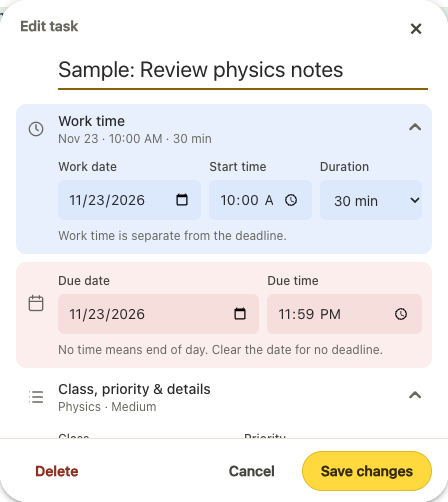 Edit task
Sample: Review physics notes
Work time
Nov 23 · 10:00 AM · 30 min
Work date Start time Duration
11/23/2026 10:00 A 30 min
Work time is separate from the deadline.
Due date Due time
11/23/2026 11:59 PM
No time means end of day. Clear the date for no deadline.
Class, priority & details
Physics · Medium
Class Priority
Delete Cancel Save changes